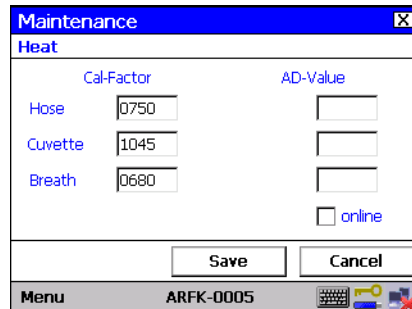 Maintenance
Heat
Cal-Factor AD-Value
Hose 0750
Cuvette 1045
Breath 0680
online
Save Cancel
Menu ARFK-0005